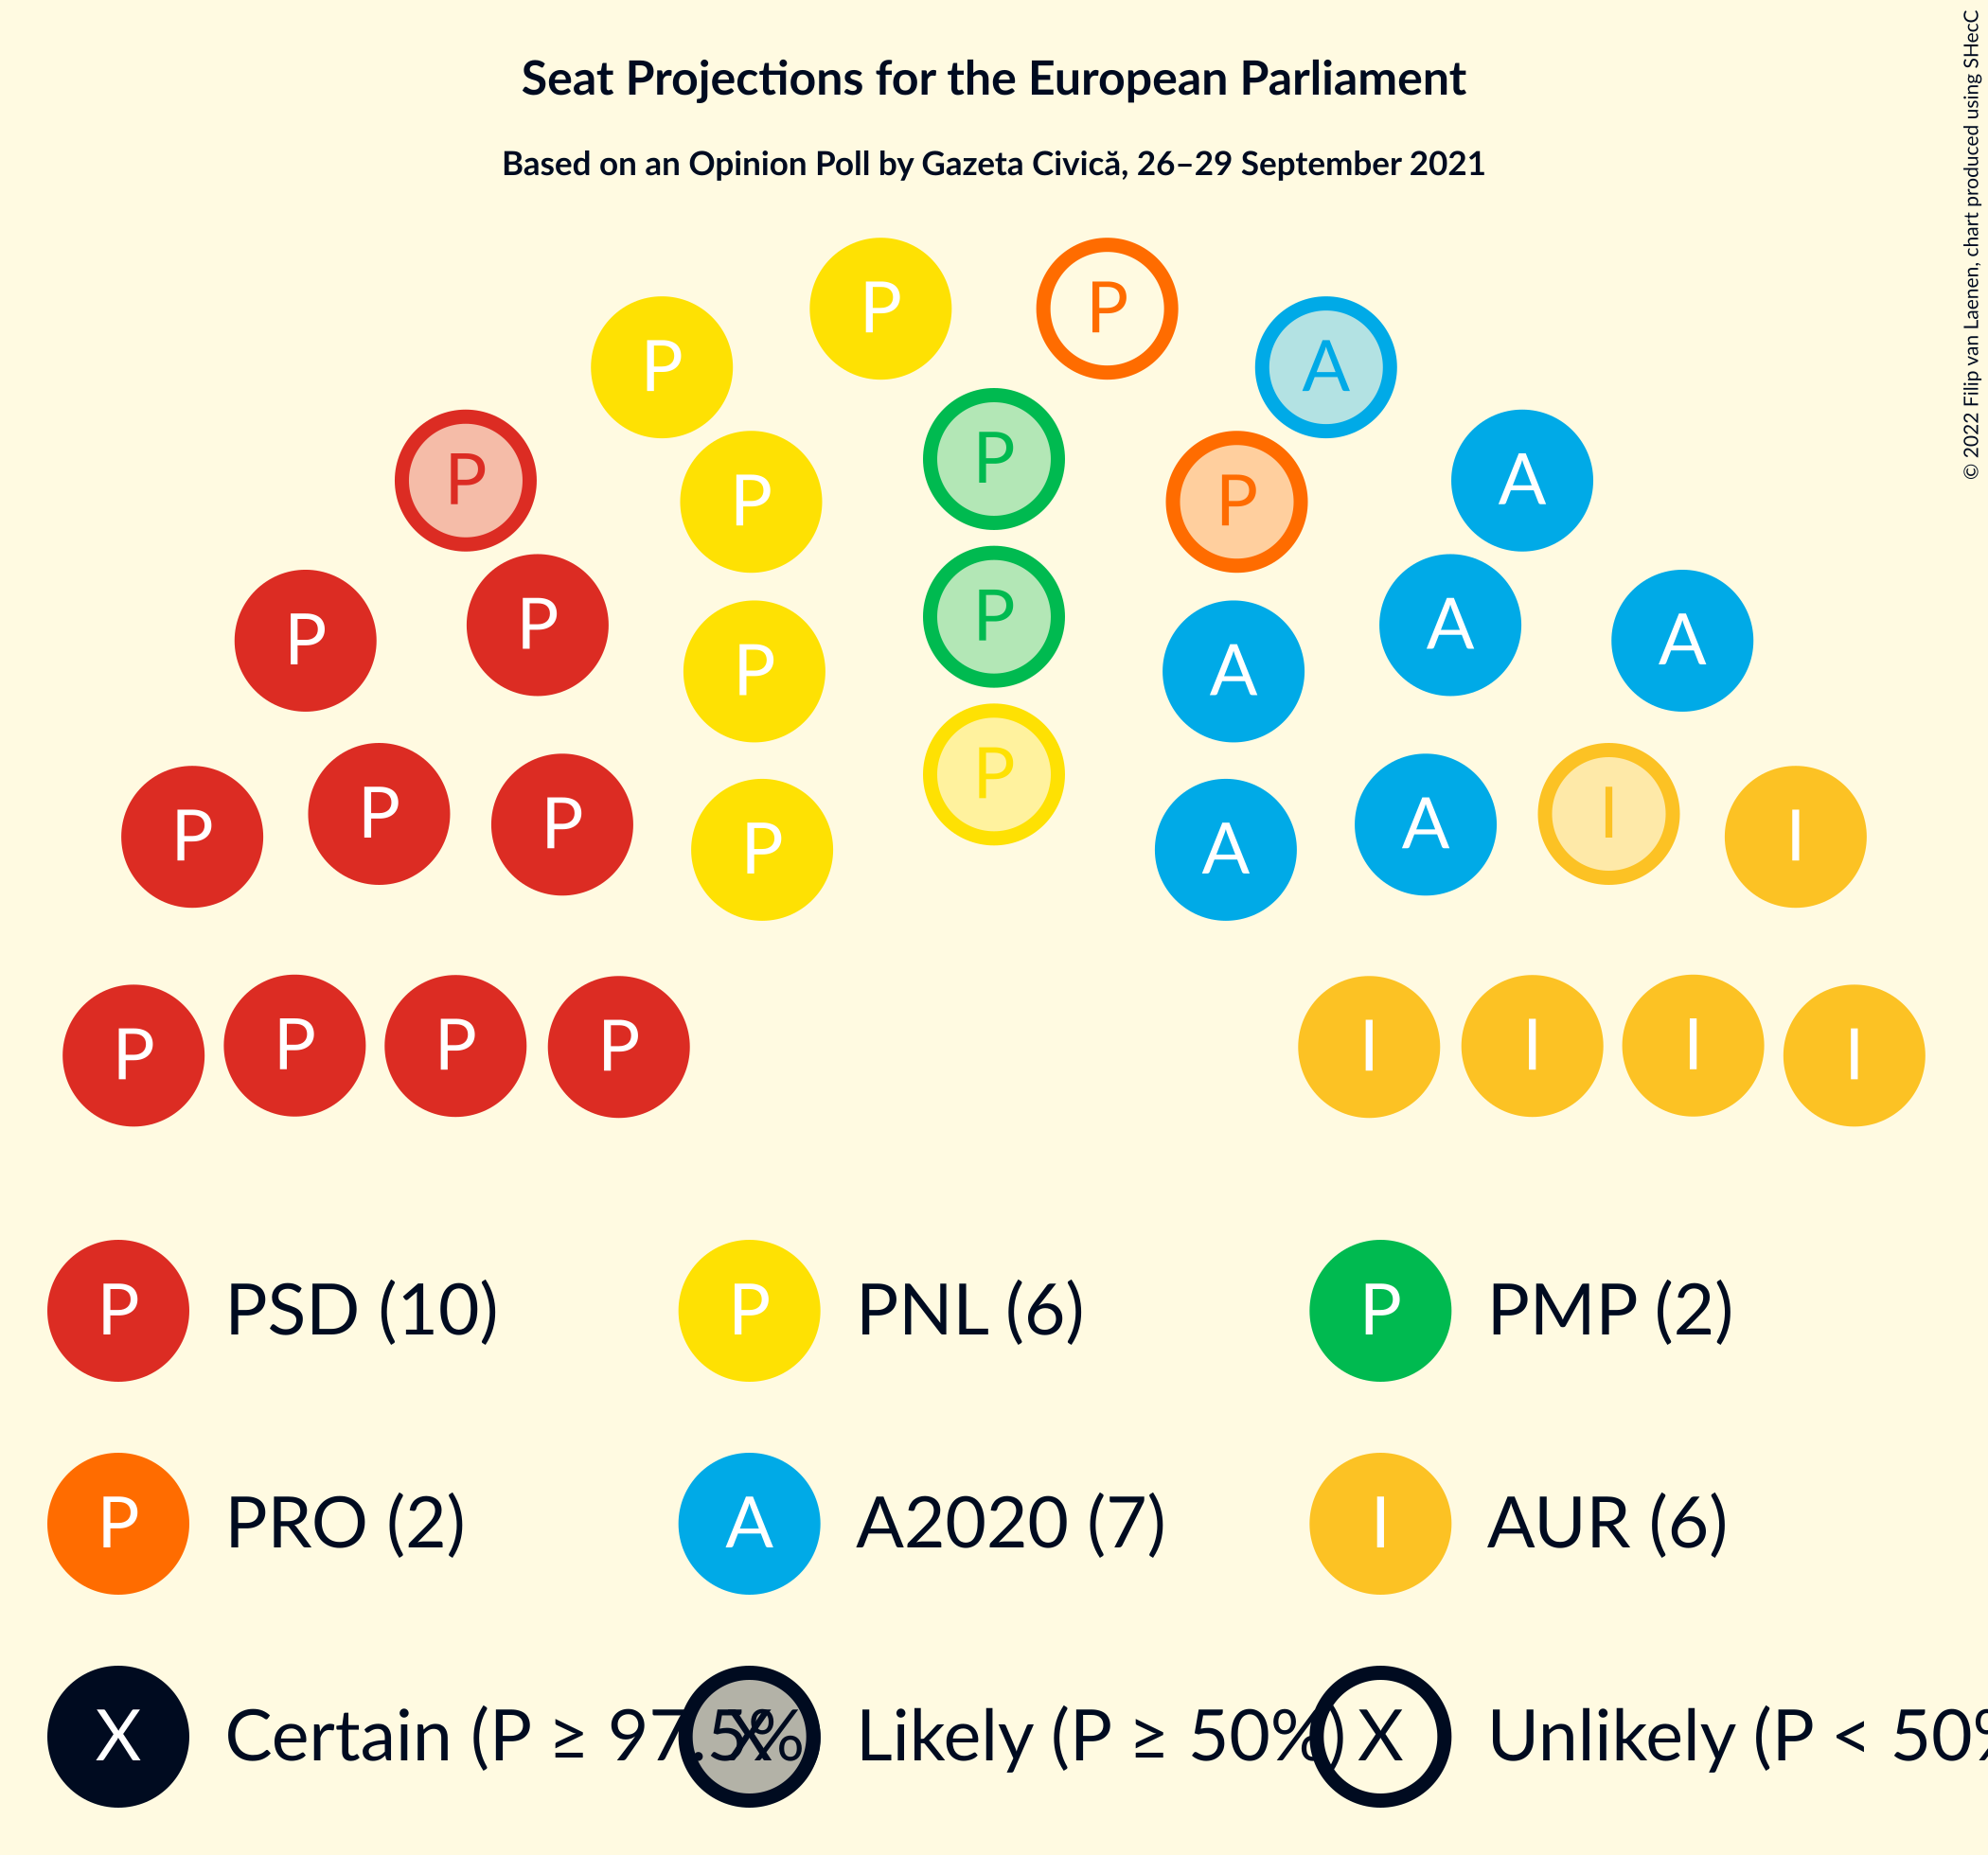 Seat Projections for the European Parliament
Based on an Opinion Poll by Gazeta Civică, 26–29 September 2021
© 2022 Filip van Laenen, chart produced using SHecC
P P
P A
P
P A
P P
P P
P A
P
P A
P A
P A
P I I
P P A
P P P P I I I I
P PSD (10) P PNL (6) P PMP (2)
P PRO (2) A A2020 (7) I AUR (6)
X Certain (P ≥ 97.5% X Likely (P ≥ 50%) X Unlikely (P < 50%